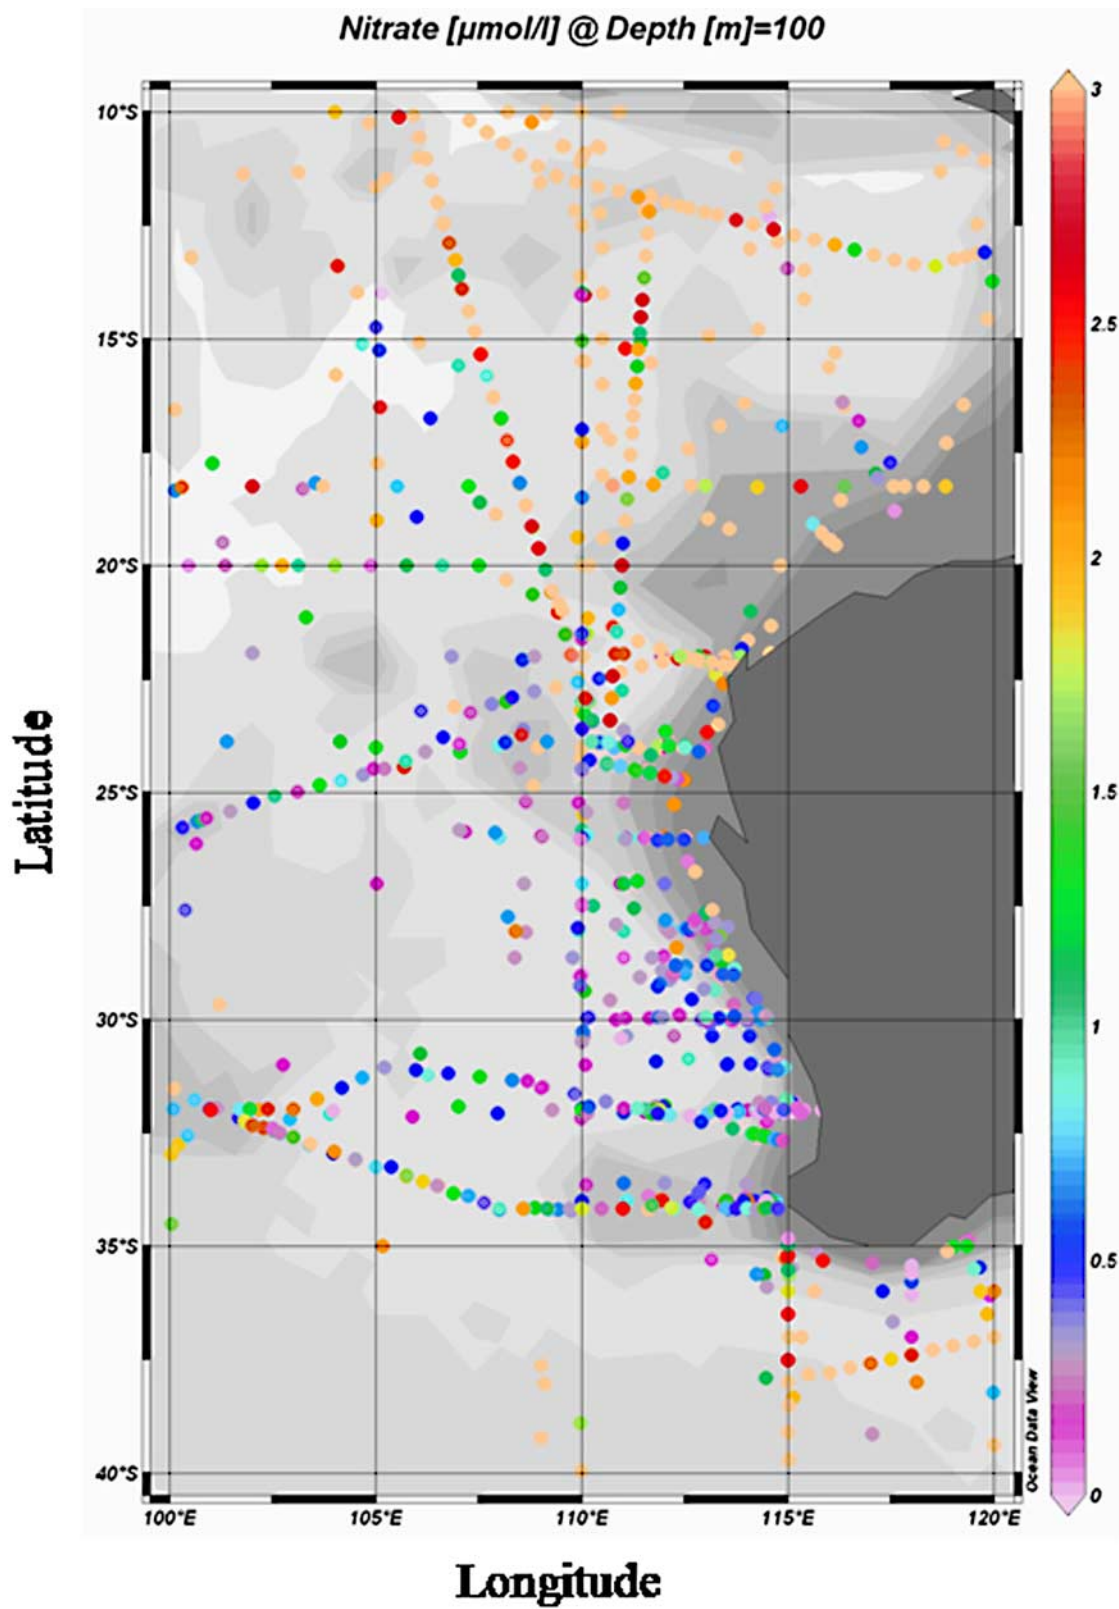 Nitrate [µmol/l] @ Depth [m]=100
10°S
15°S
20°S
25°S
30°S
35°S
40°S
100°E
105°E
110°E
115°E
120°E
3
2.5
2
1.5
1
0.5
0
Ocean Data View
Latitude
Longitude